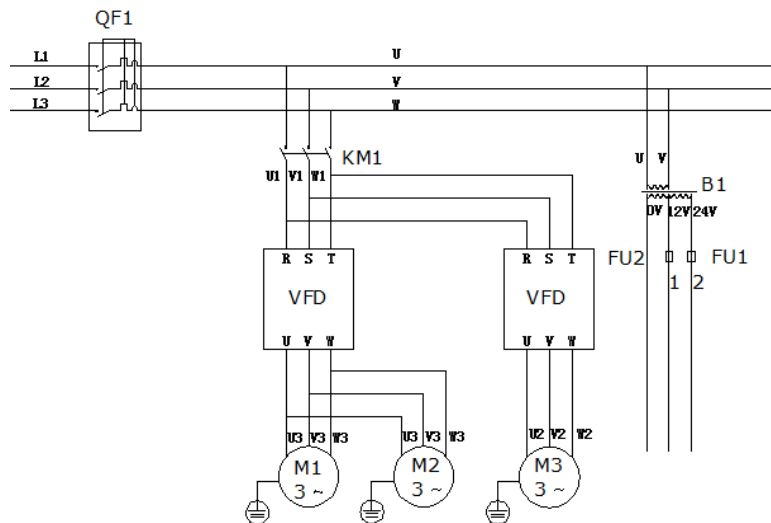 QF1
L1
U
L2
V
L3
W
KM1
U V
B1
U1 V1 W1
0V 12V 24V
FU2
FU1
1 2
R S T
R S T
VFD
VFD
U V W
U V W
U3 V3 W3
U3 V3 W3
U2 V2 W2
M1
3 ~
M2
3 ~
M3
3 ~